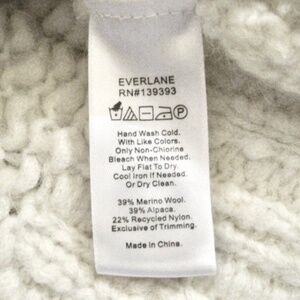 EVERLANE
RN#139393
Hand Wash Cold.
With Like Colors.
Only Non-Chlorine
Bleach When Needed.
Lay Flat To Dry.
Cool Iron If Needed.
Or Dry Clean.
39% Merino Wool.
39% Alpaca.
22% Recycled Nylon.
Exclusive of Trimming.
Made in China.